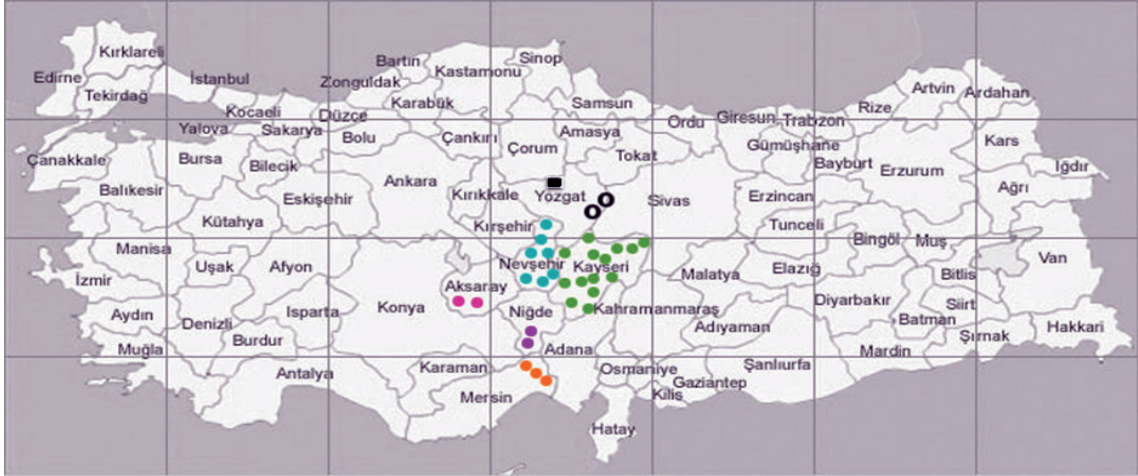 Kırklareli
Edirne
Tekirdağ
İstanbul
Kocaeli
Yalova
Sakarya
Düzce
Zonguldak
Bartın
Karabük
Kastamonu
Sinop
Samsun
Ordu
Giresun
Trabzon
Rize
Artvin
Ardahan
Çanakkale
Bursa
Bilecik
Bolu
Çankırı
Çorum
Amasya
Tokat
Gümüşhane
Bayburt
Erzurum
Kars
Iğdır
Balıkesir
Kütahya
Eskişehir
Ankara
Kırıkkale
Yozgat
Sivas
Erzincan
Ağrı
Manisa
Kırşehir
Tunceli
Bingöl
Muş
İzmir
Uşak
Afyon
Nevşehir
Kayseri
Malatya
Elazığ
Bitlis
Van
Aydın
Denizli
Isparta
Konya
Aksaray
Niğde
Kahramanmaraş
Diyarbakır
Siirt
Batman
Şırnak
Hakkari
Muğla
Burdur
Adana
Adıyaman
Mardin
Antalya
Karaman
Mersin
Osmaniye
Gaziantep
Şanlıurfa
Kilis
Hatay